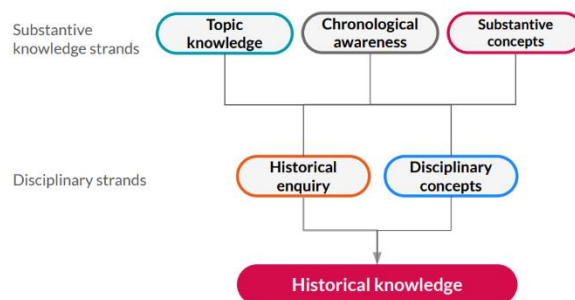 Substantive
knowledge strands
Topic
knowledge
Chronological
awareness
Substantive
concepts
Disciplinary strands
Historical
enquiry
Disciplinary
concepts
Historical knowledge